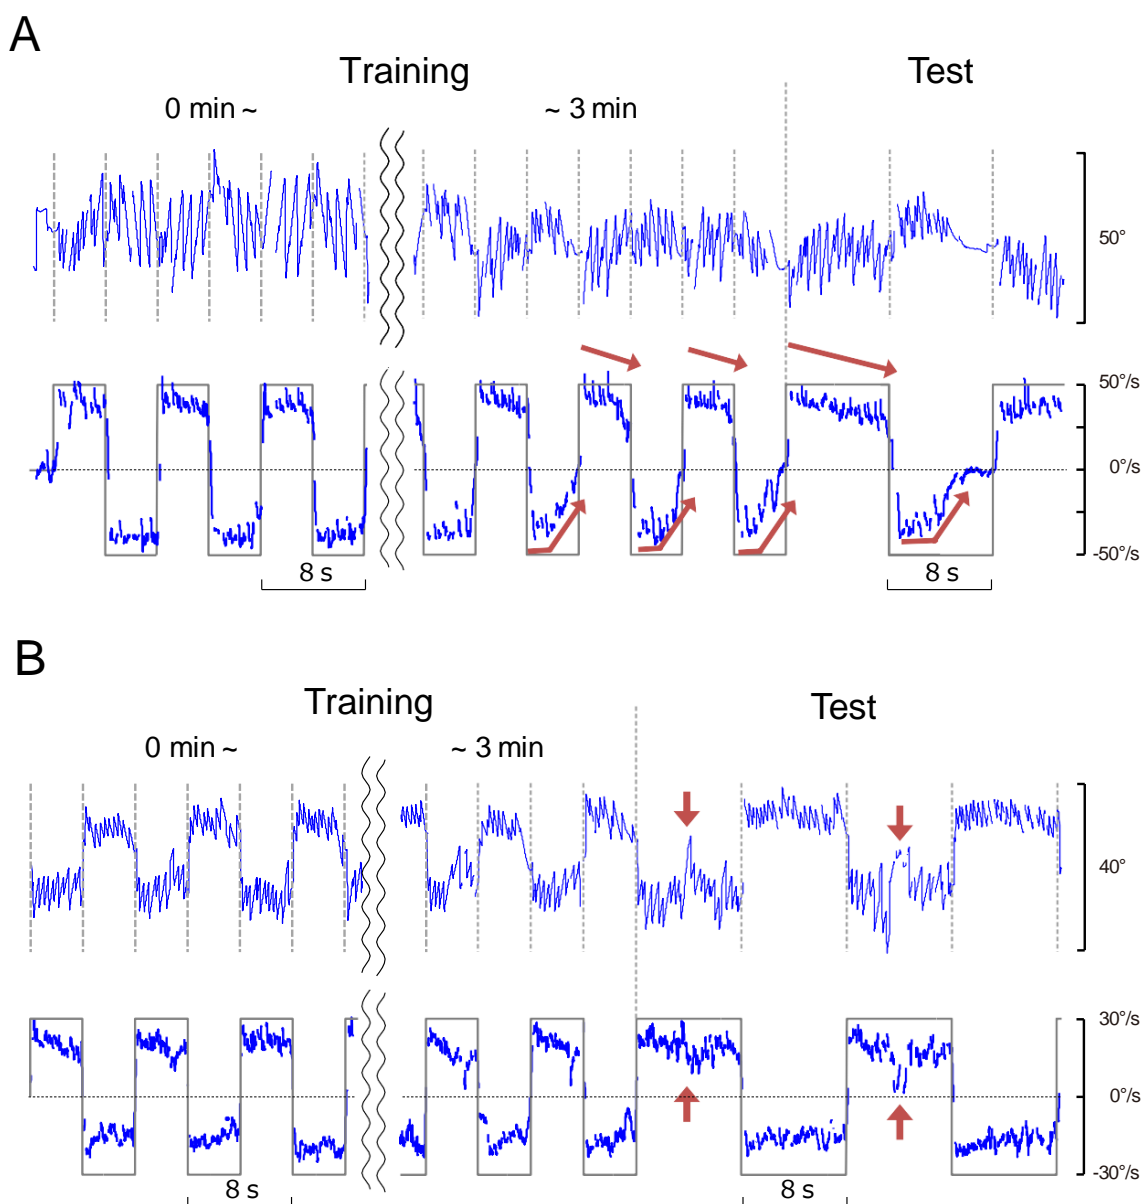 A
Training Test
0 min ~ ~ 3 min
50°
50°/s
0°/s
-50°/s
8 s 8 s
B
Training Test
0 min ~ ~ 3 min
40°
30°/s
0°/s
-30°/s
8 s 8 s